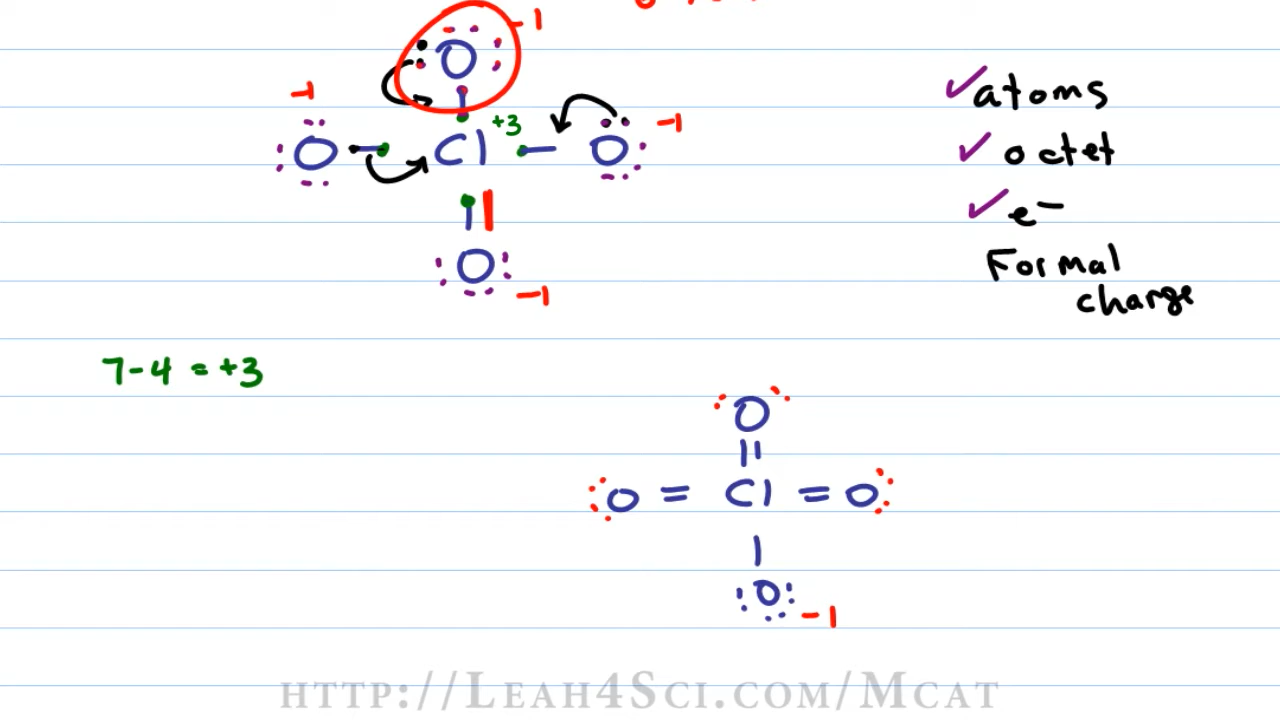 -1
O
-1
+3
-1
O - Cl - O
O
-1
✓ atoms
✓ octet
✓ e⁻
Formal
charge
7-4 = +3
O
O = Cl = O
O
-1
HTTP://LEAH4SCI.COM/MCAT